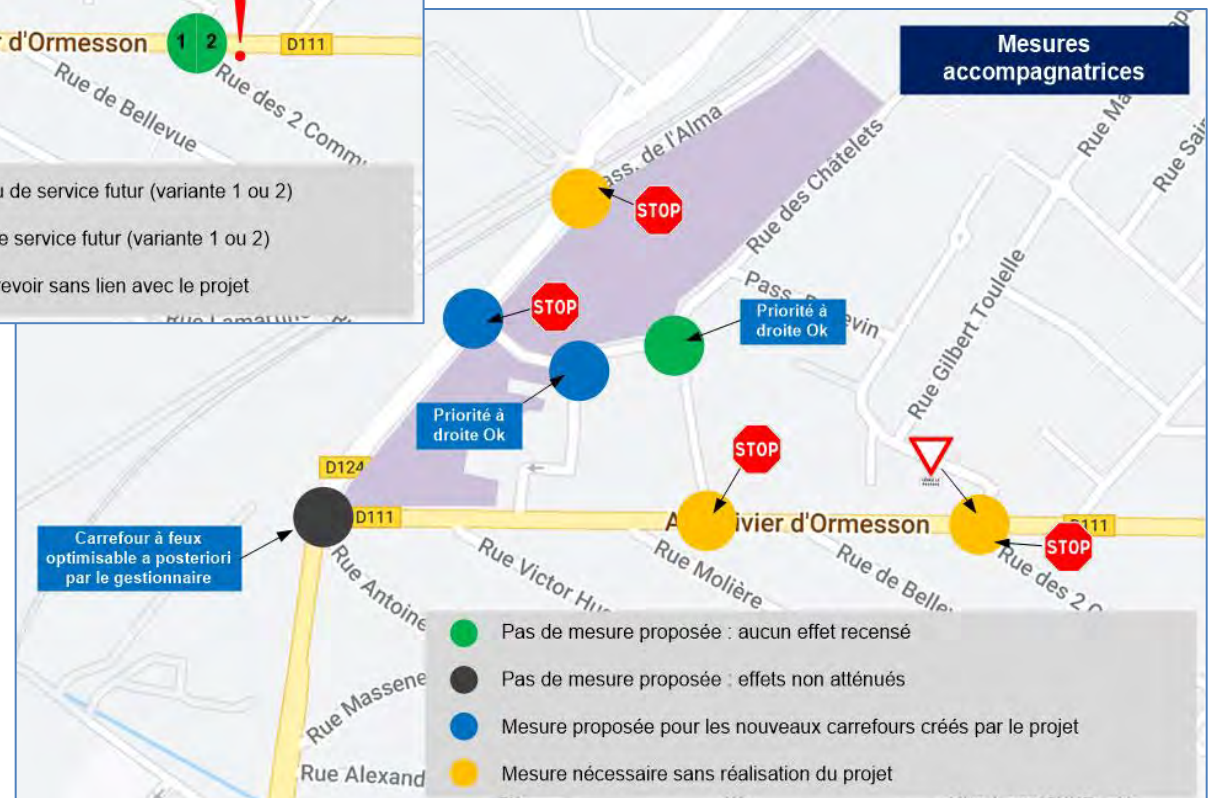 d'Ormesson
1 2
!
D111
Rue de Bellevue
Rue des 2 Commu
de service futur (variante 1 ou 2)
service futur (variante 1 ou 2)
revoir sans lien avec le projet
Mesures
accompagnatrices
Pass. de l'Alma
Rue des Châtelets
Rue Gilbert Toulelle
STOP
STOP
Priorité à
droite Ok
Priorité à
droite Ok
STOP
D124
D111
d'Ormesson
D111
STOP
Carrefour à feux
optimisable a posteriori
par le gestionnaire
Rue Antoine
Rue Victor Hu
Rue Molière
Rue de Belle
Rue des 2 C
Rue Massene
Rue Alexand
Pas de mesure proposée : aucun effet recensé
Pas de mesure proposée : effets non atténués
Mesure proposée pour les nouveaux carrefours créés par le projet
Mesure nécessaire sans réalisation du projet